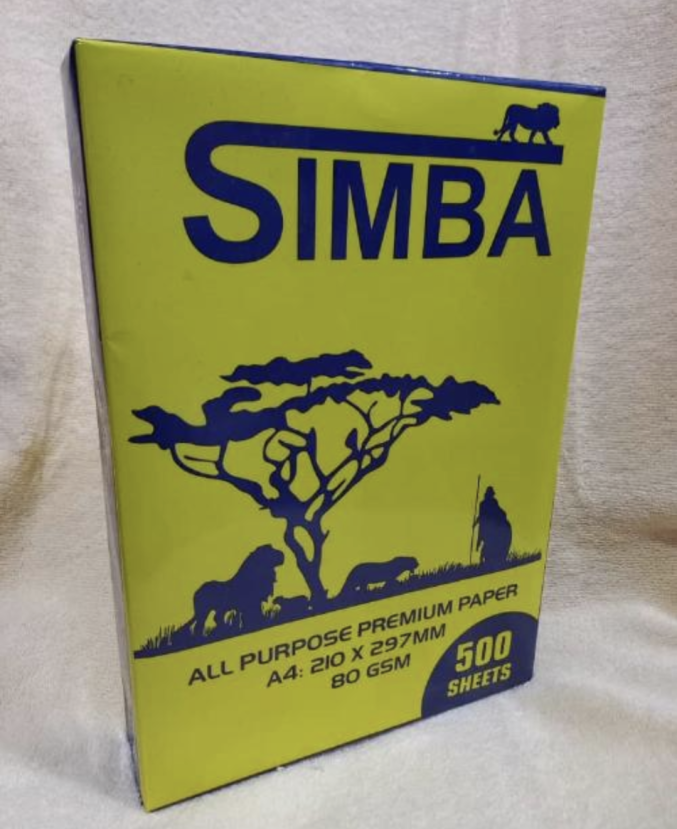 SIMBA
ALL PURPOSE PREMIUM PAPER
A4: 210 X 297MM
80 GSM
500
SHEETS